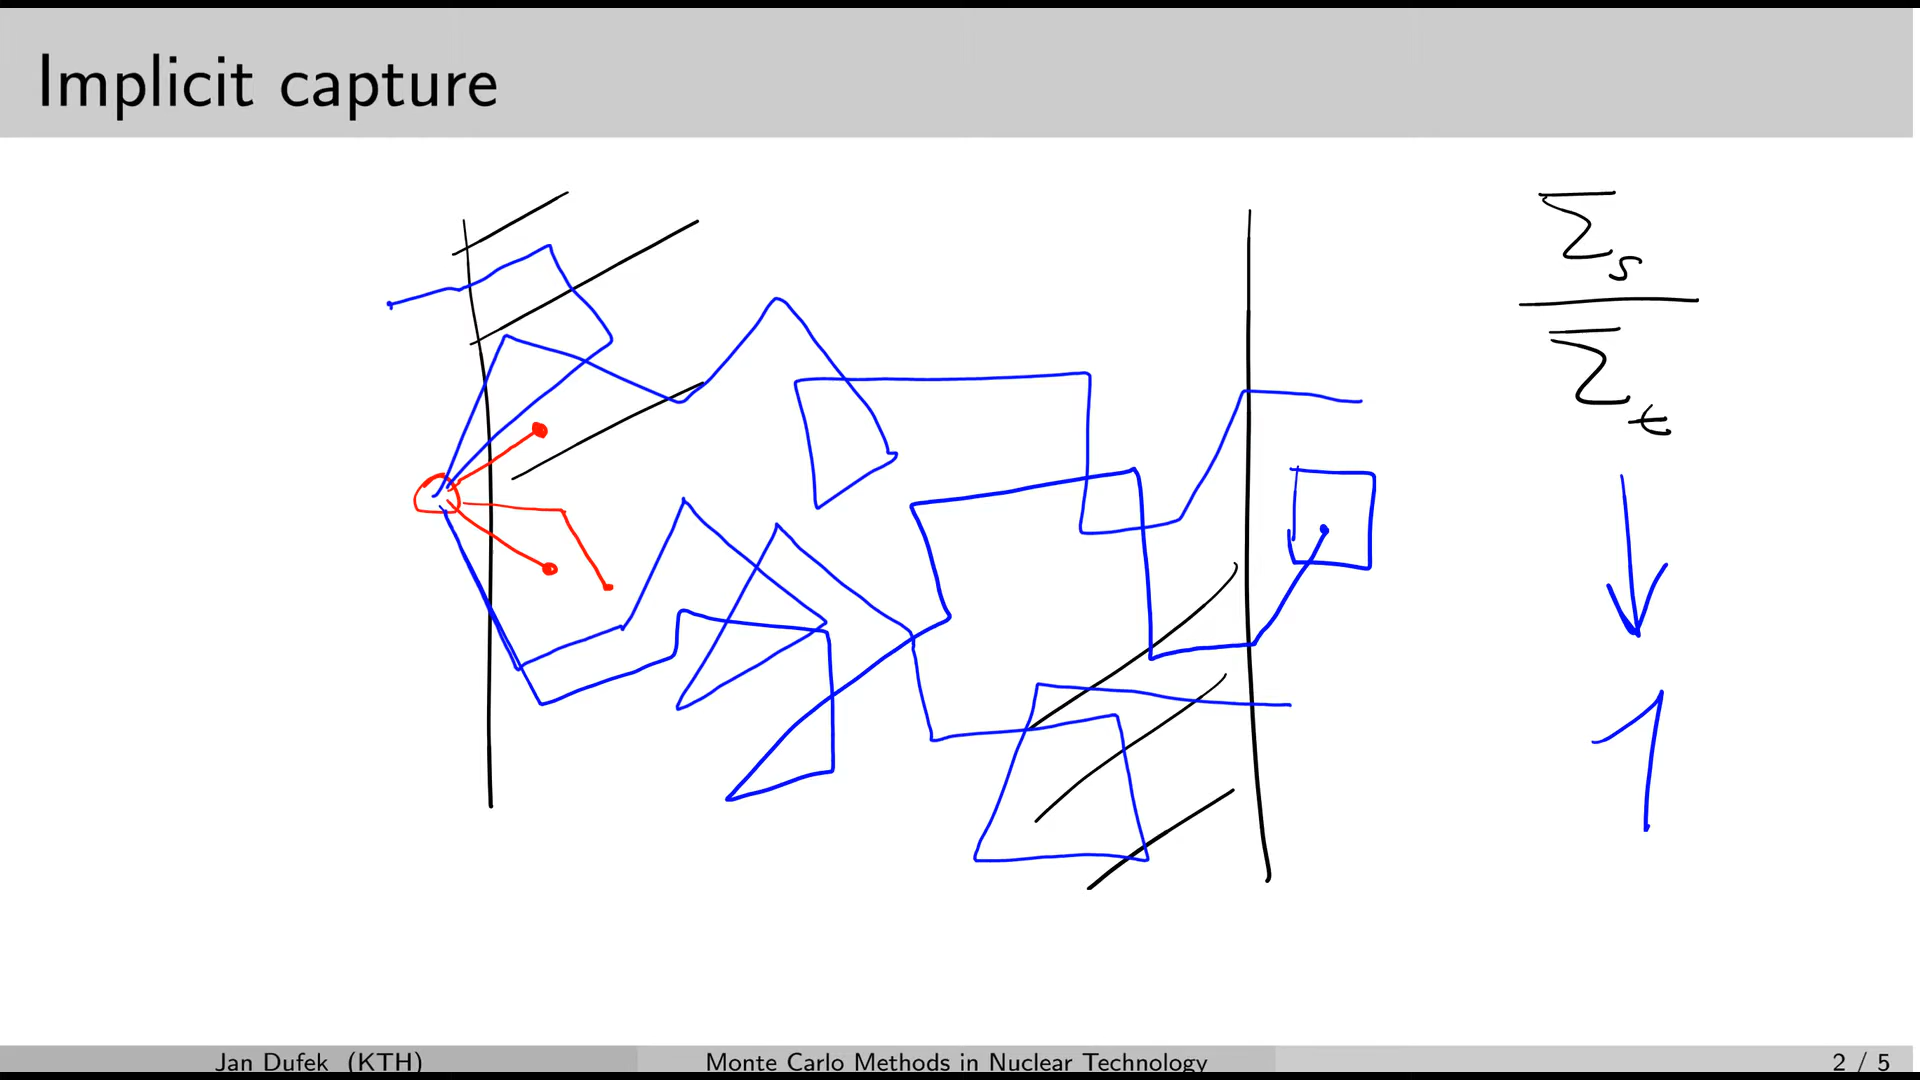 Implicit capture
Σs
Σt
1
Jan Dufek (KTH)
Monte Carlo Methods in Nuclear Technology
2 / 5